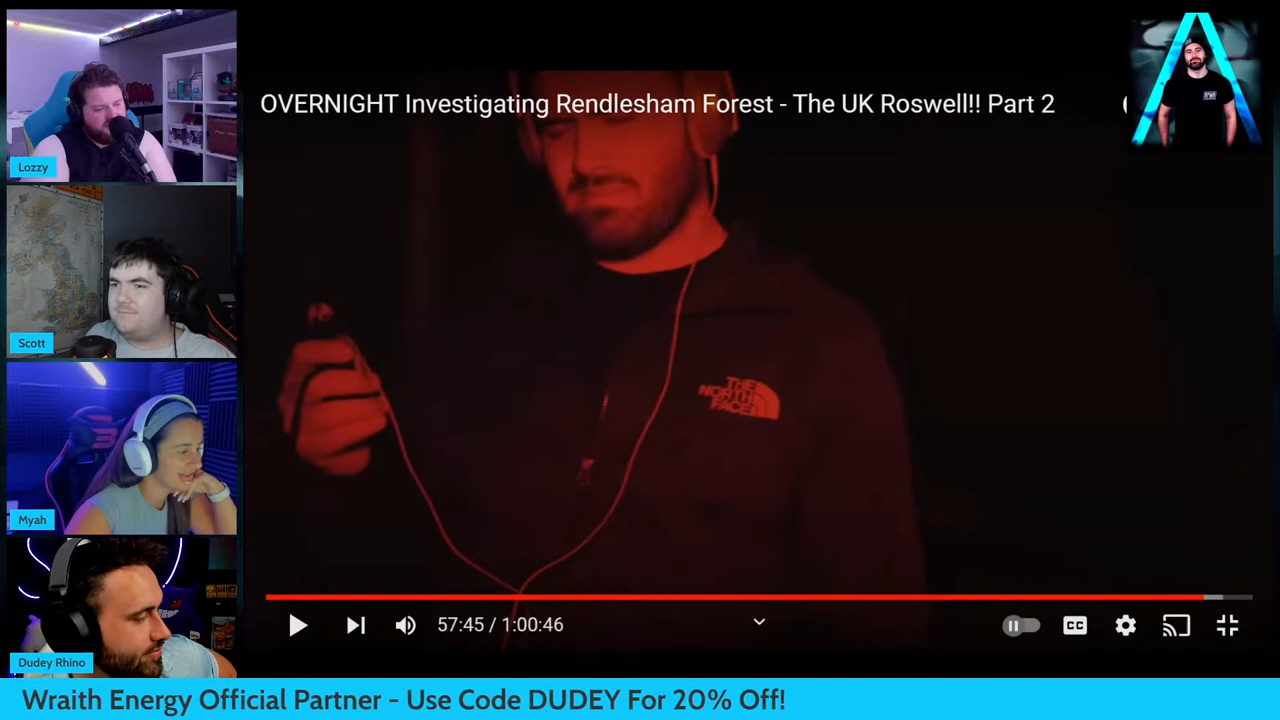 OVERNIGHT Investigating Rendlesham Forest - The UK Roswell!! Part 2
Lozzy
Scott
Myah
Dudey Rhino
THE
NORTH
FACE
57:45 / 1:00:46
CC
Wraith Energy Official Partner - Use Code DUDEY For 20% Off!